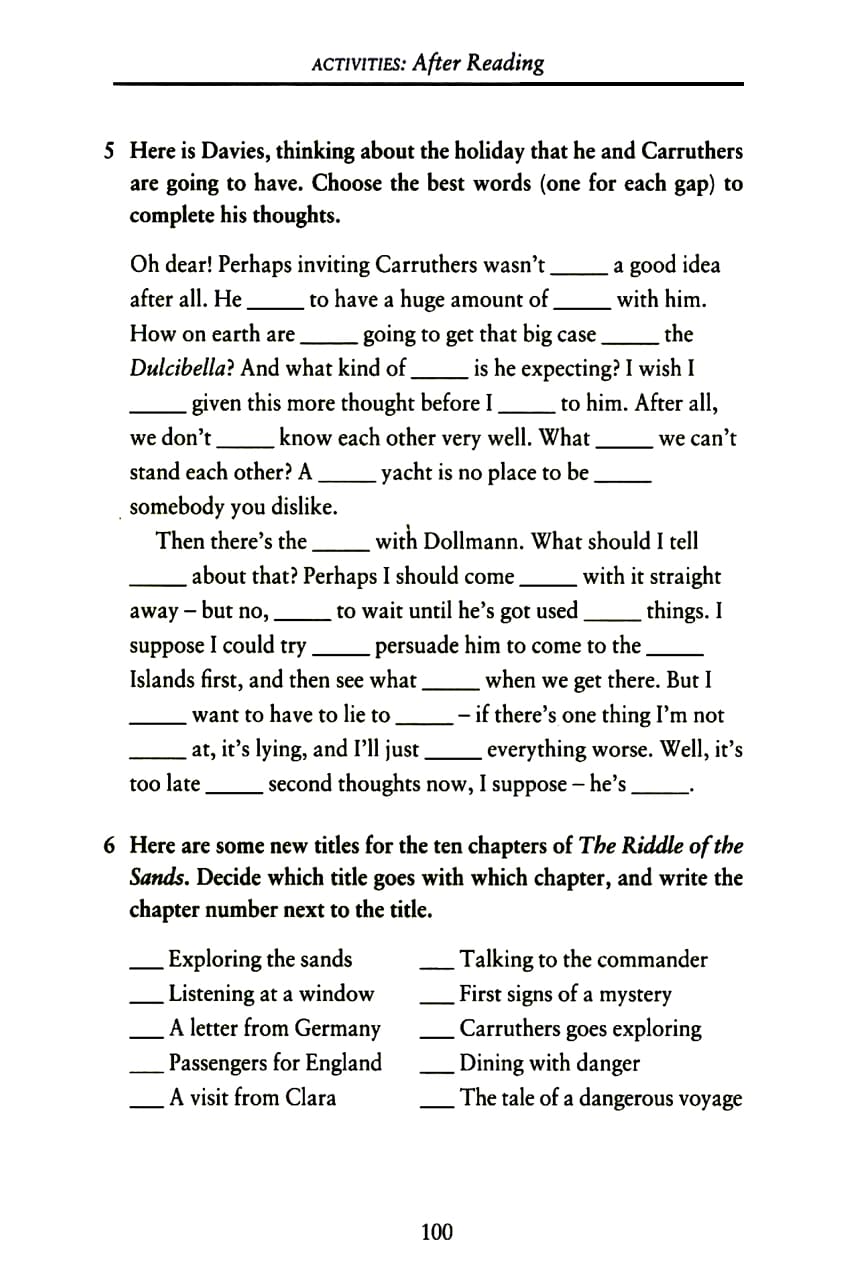 ACTIVITIES: After Reading
5 Here is Davies, thinking about the holiday that he and Carruthers
are going to have. Choose the best words (one for each gap) to
complete his thoughts.
Oh dear! Perhaps inviting Carruthers wasn't _____ a good idea
after all. He _____ to have a huge amount of _____ with him.
How on earth are _____ going to get that big case _____ the
Dulcibella? And what kind of _____ is he expecting? I wish I
_____ given this more thought before I _____ to him. After all,
we don't _____ know each other very well. What _____ we can't
stand each other? A _____ yacht is no place to be _____
somebody you dislike.
Then there's the _____ with Dollmann. What should I tell
_____ about that? Perhaps I should come _____ with it straight
away – but no, _____ to wait until he's got used _____ things. I
suppose I could try _____ persuade him to come to the _____
Islands first, and then see what _____ when we get there. But I
_____ want to have to lie to _____ – if there's one thing I'm not
_____ at, it's lying, and I'll just _____ everything worse. Well, it's
too late _____ second thoughts now, I suppose – he's _____.
6 Here are some new titles for the ten chapters of The Riddle of the
Sands. Decide which title goes with which chapter, and write the
chapter number next to the title.
___ Exploring the sands
___ Listening at a window
___ A letter from Germany
___ Passengers for England
___ A visit from Clara
___ Talking to the commander
___ First signs of a mystery
___ Carruthers goes exploring
___ Dining with danger
___ The tale of a dangerous voyage
100